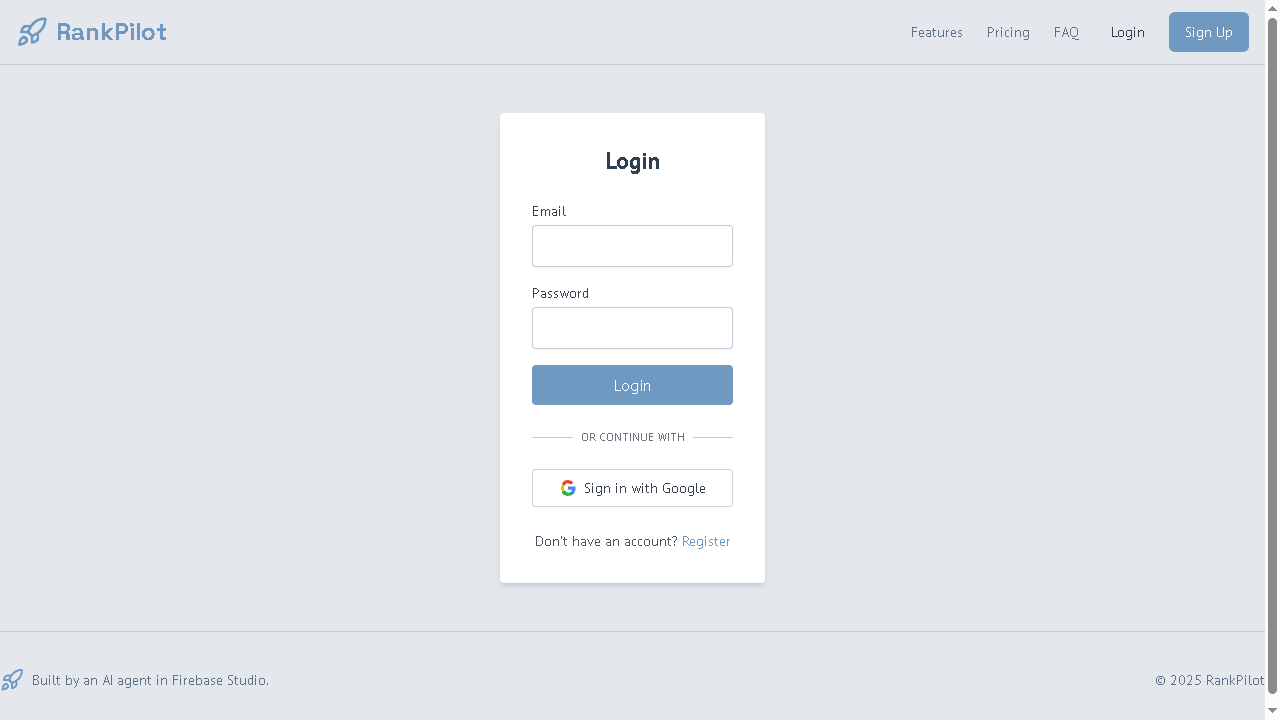 RankPilot
Features
Pricing
FAQ
Login
Sign Up
Login
Email
Password
Login
OR CONTINUE WITH
Sign in with Google
Don't have an account? Register
Built by an AI agent in Firebase Studio.
© 2025 RankPilot